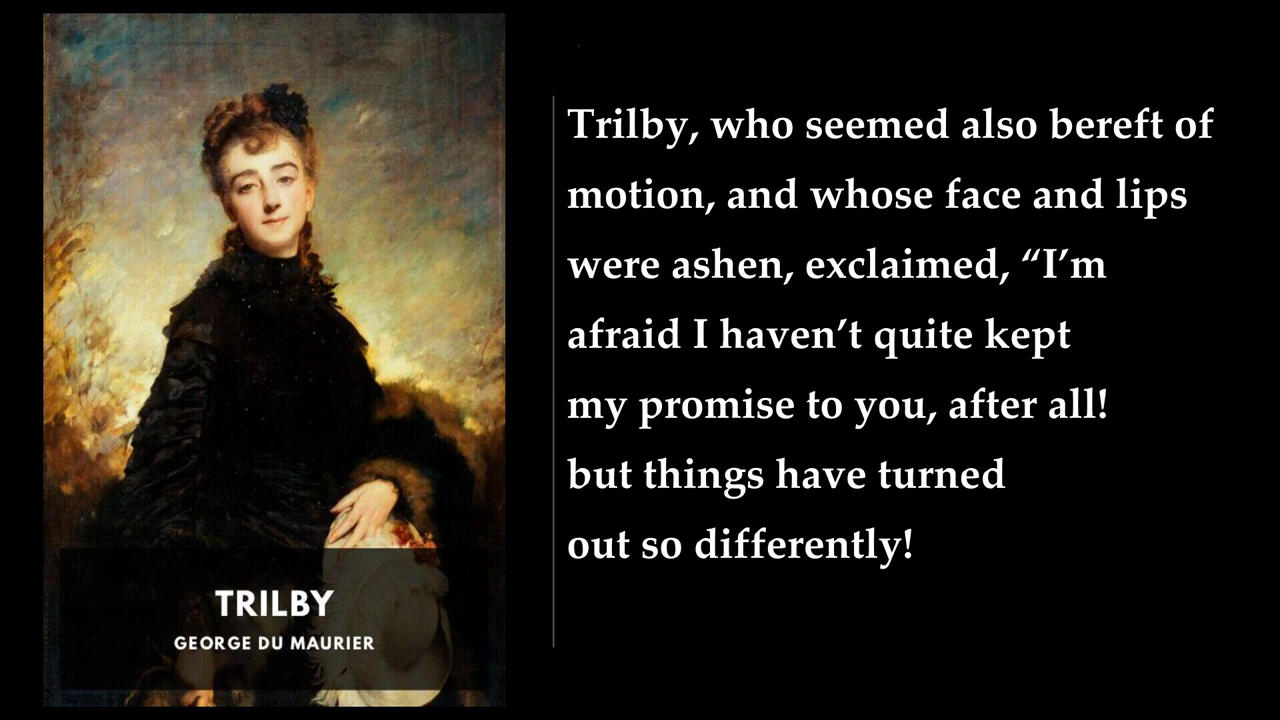 TRILBY
GEORGE DU MAURIER
Trilby, who seemed also bereft of
motion, and whose face and lips
were ashen, exclaimed, “I’m
afraid I haven’t quite kept
my promise to you, after all!
but things have turned
out so differently!